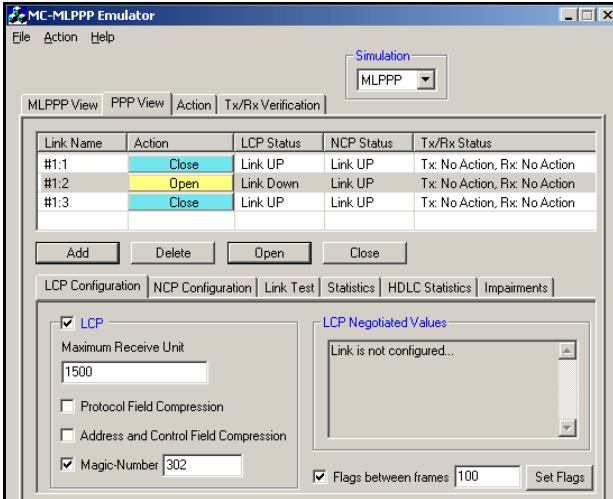 MC-MLPPP Emulator
File Action Help
Simulation
MLPPP
MLPPP View PPP View Action Tx/Rx Verification
Link Name Action LCP Status NCP Status Tx/Rx Status
#1:1 Close Link UP Link UP Tx: No Action, Rx: No Action
#1:2 Open Link Down Link UP Tx: No Action, Rx: No Action
#1:3 Close Link UP Link UP Tx: No Action, Rx: No Action
Add Delete Open Close
LCP Configuration NCP Configuration Link Test Statistics HDLC Statistics Impairments
LCP LCP Negotiated Values
Maximum Receive Unit Link is not configured...
1500
Protocol Field Compression
Address and Control Field Compression
Magic-Number 302 Flags between frames 100 Set Flags